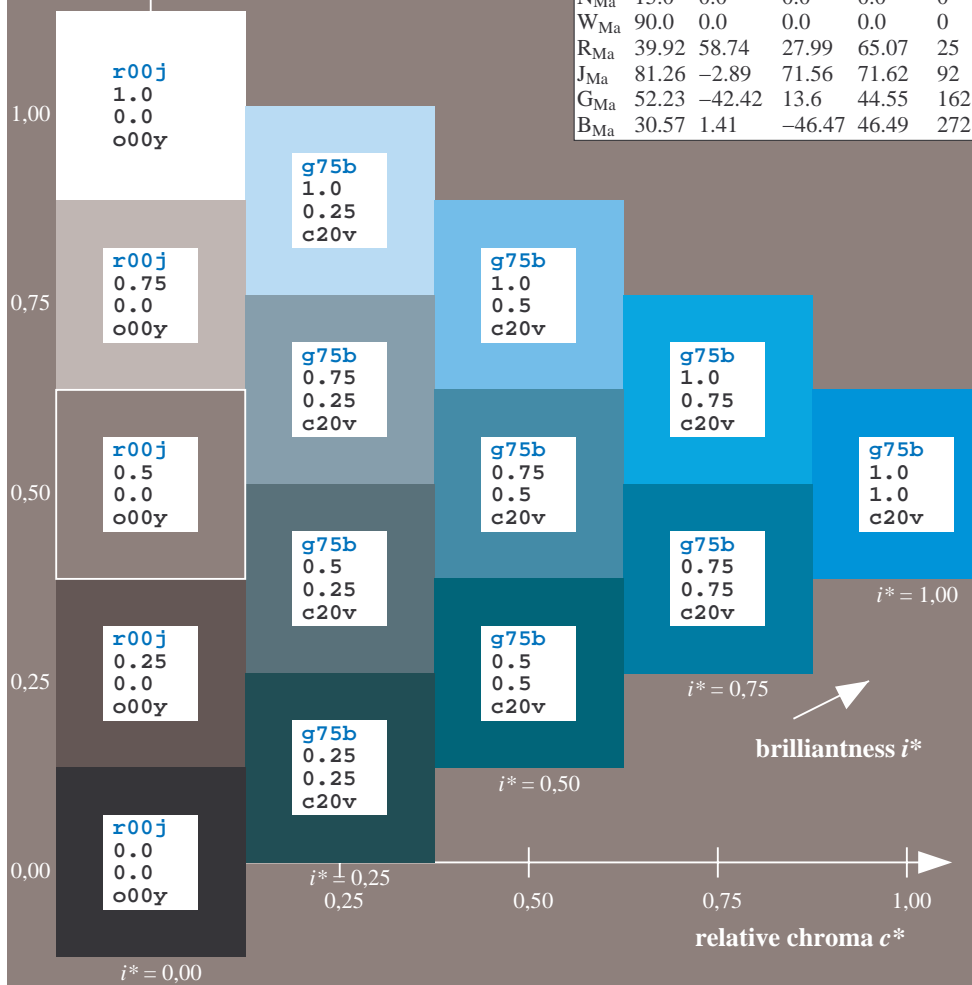 W_Ma 90.0 0.0 0.0 0.0 0
R_Ma 39.92 58.74 27.99 65.07 25
J_Ma 81.26 −2.89 71.56 71.62 92
G_Ma 52.23 −42.42 13.6 44.55 162
B_Ma 30.57 1.41 −46.47 46.49 272
1,00
r00j
1.0
0.0
o00y
g75b
1.0
0.25
c20v
0,75
r00j
0.75
0.0
o00y
g75b
1.0
0.5
c20v
g75b
0.75
0.25
c20v
g75b
1.0
0.75
c20v
0,50
r00j
0.5
0.0
o00y
g75b
0.75
0.5
c20v
g75b
1.0
1.0
c20v
g75b
0.5
0.25
c20v
g75b
0.75
0.75
c20v
i* = 1,00
0,25
r00j
0.25
0.0
o00y
g75b
0.5
0.5
c20v
i* = 0,75
g75b
0.25
0.25
c20v
brilliantness i*
i* = 0,50
0,00
r00j
0.0
0.0
o00y
i* = 0,25
0,25 0,50 0,75 1,00
relative chroma c*
i* = 0,00